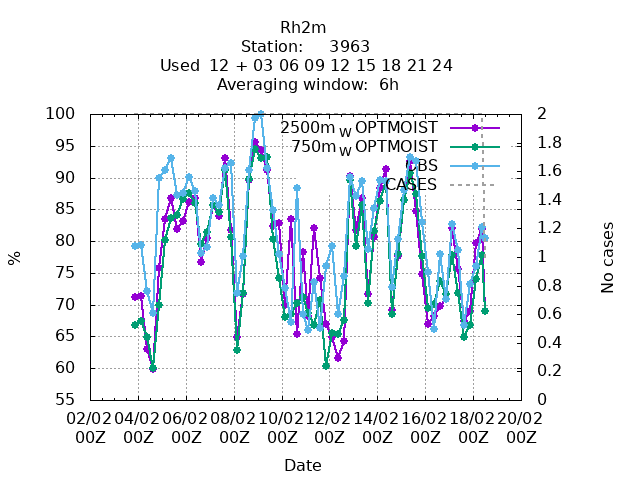 Rh2m
Station: 3963
Used 12 + 03 06 09 12 15 18 21 24
Averaging window: 6h
2500m W OPTMOIST
750m W OPTMOIST
OBS
CASES
100
95
90
85
80
75
70
65
60
55
2
1.8
1.6
1.4
1.2
1
0.8
0.6
0.4
0.2
0
%
No cases
02/02 04/02 06/02 08/02 10/02 12/02 14/02 16/02 18/02 20/02
00Z 00Z 00Z 00Z 00Z 00Z 00Z 00Z 00Z 00Z
Date